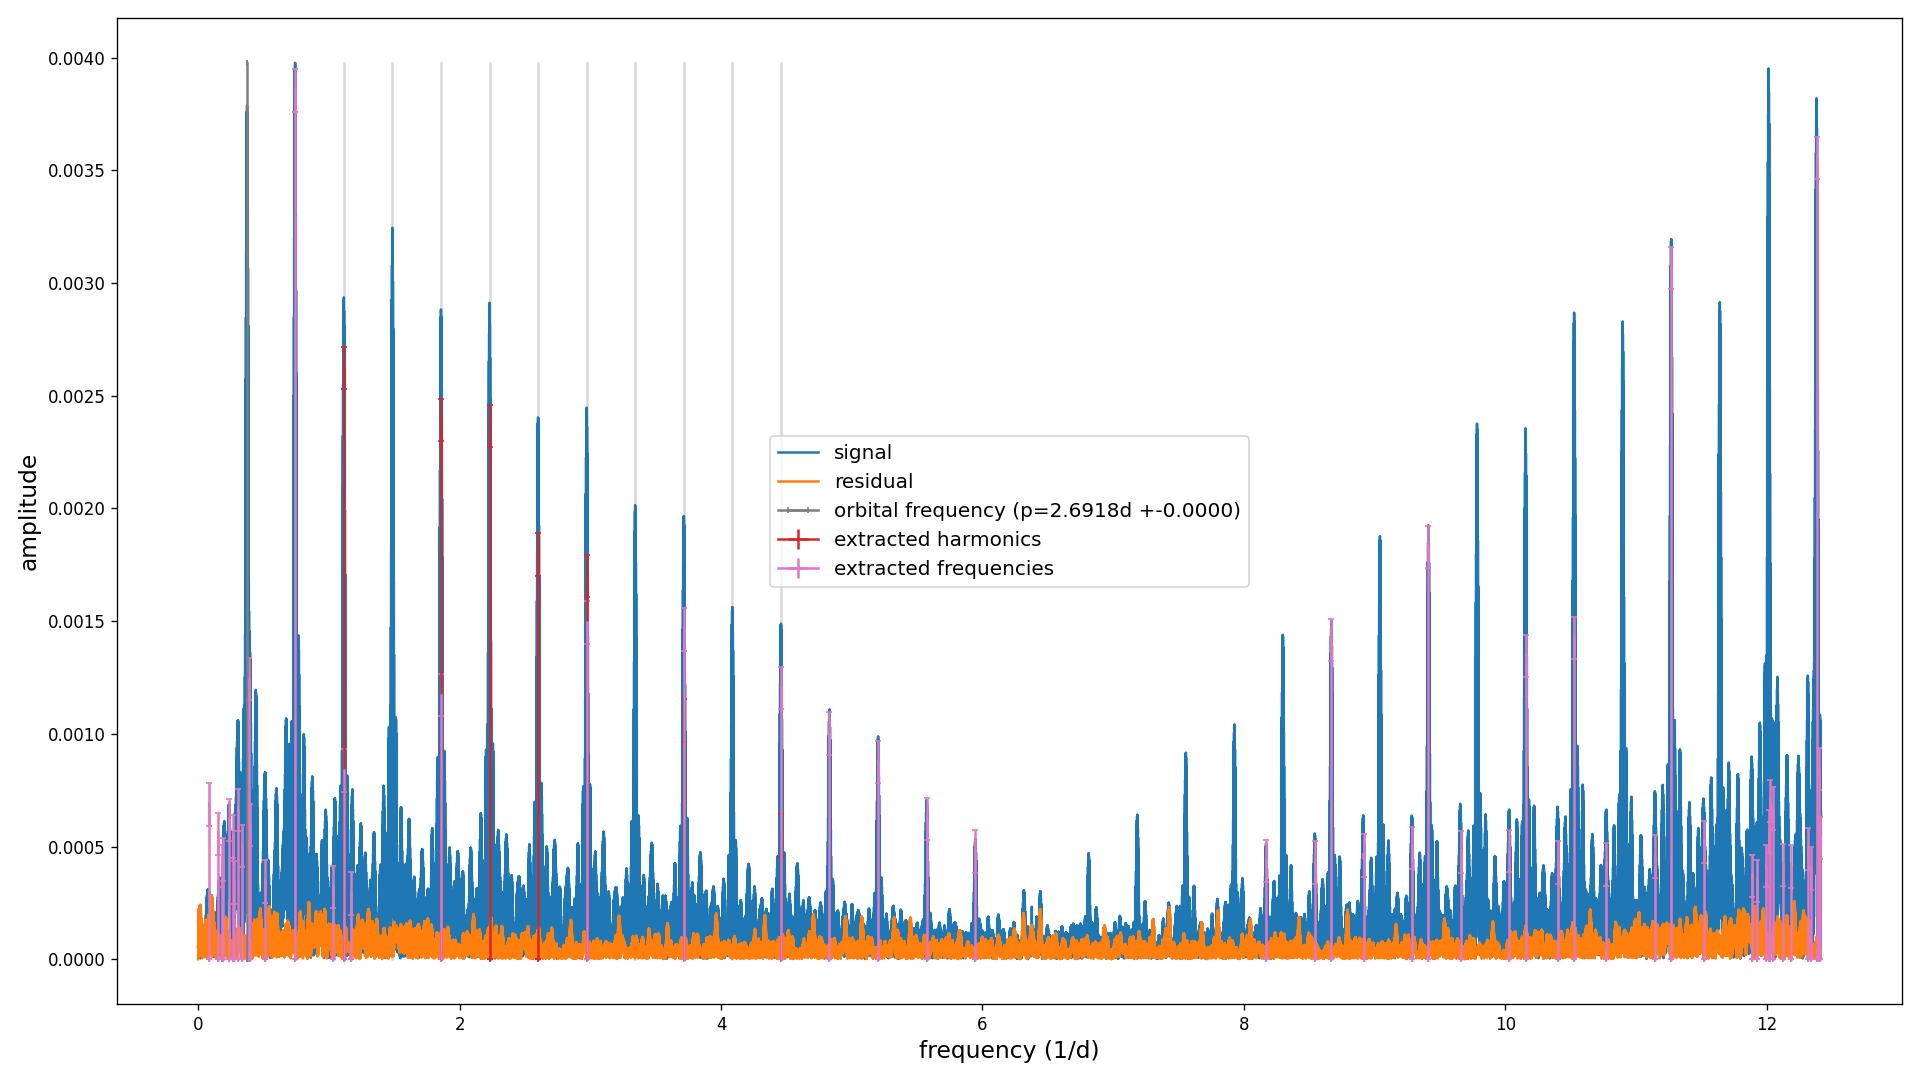 0.0040
0.0035
0.0030
0.0025
0.0020
0.0015
0.0010
0.0005
0.0000
amplitude
signal
residual
orbital frequency (p=2.6918d +-0.0000)
extracted harmonics
extracted frequencies
0 2 4 6 8 10 12
frequency (1/d)